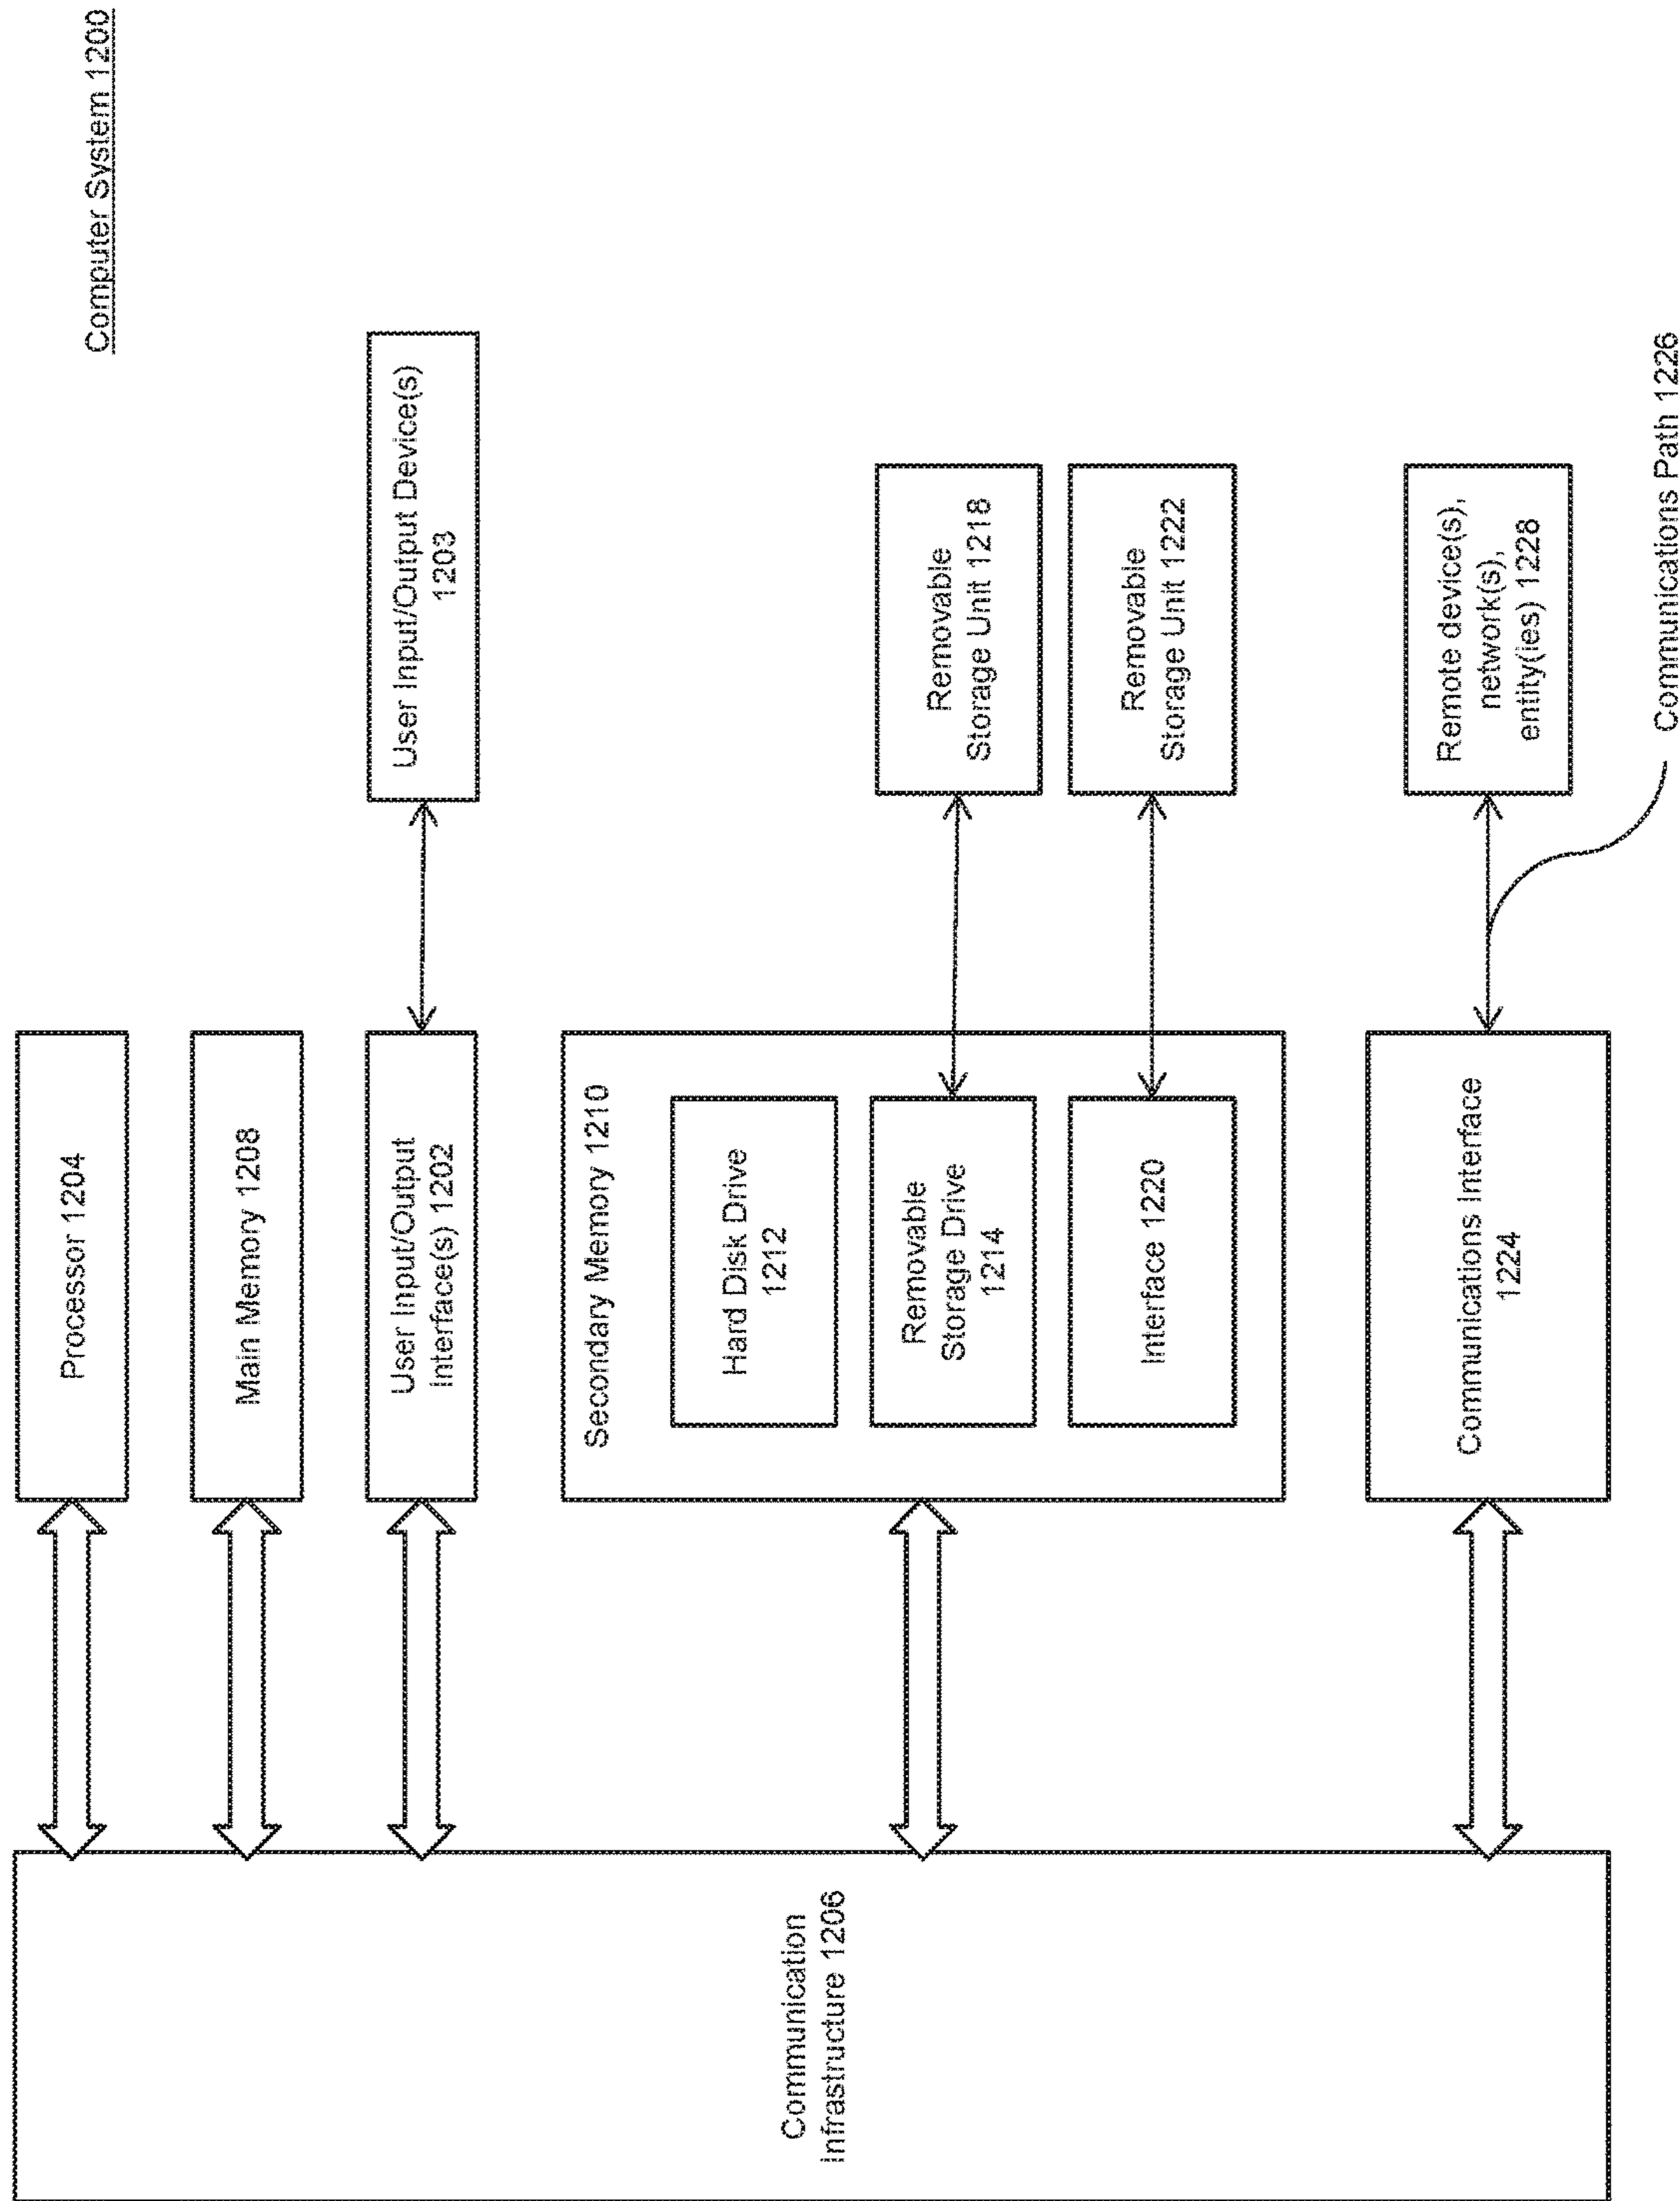 Computer System 1200
Processor 1204
Main Memory 1208
User Input/Output
Interface(s) 1202
User Input/Output Device(s)
1203
Secondary Memory 1210
Hard Disk Drive
1212
Removable
Storage Drive
1214
Removable
Storage Unit 1218
Interface 1220
Removable
Storage Unit 1222
Communications Interface
1224
Remote device(s),
network(s),
entity(ies) 1228
Communications Path 1226
Communication
Infrastructure 1206